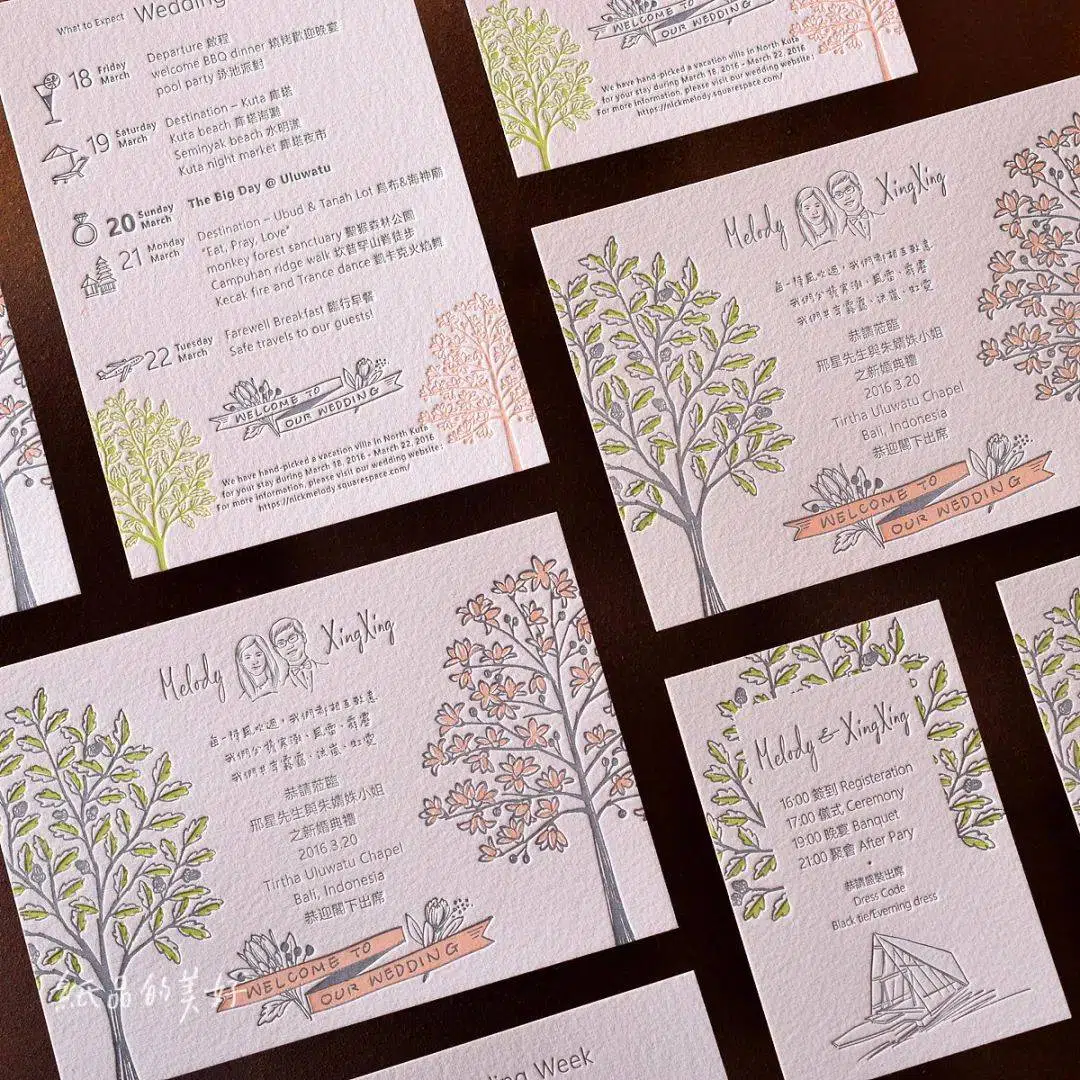 What to Expect Wedding
18 Friday March
Departure 啟程
welcome BBQ dinner 燒烤歡迎晚宴
pool party 泳池派對
19 Saturday March
Destination – Kuta 庫塔
Kuta beach 庫塔海灘
Seminyak beach 水明漾
Kuta night market 庫塔夜市
20 Sunday March
The Big Day @ Uluwatu
21 Monday March
Destination – Ubud & Tanah Lot 烏布&海神廟
"Eat, Pray, Love"
monkey forest sanctuary 聖猴森林公園
Campuhan ridge walk 軟營罕山脊徒步
Kecak fire and Trance dance 凱卡克火焰舞
22 Tuesday March
Farewell Breakfast 臨行早餐
Safe travels to our guests!
WELCOME TO
OUR WEDDING
We have hand-picked a vacation villa in North Kuta
for your stay during March 18, 2016 - March 22, 2016
For more information, please visit our wedding website :
https://nickmelody.squarespace.com/
WELCOME TO
OUR WEDDING
We have hand-picked a vacation villa in North Kuta
for your stay during March 18, 2016 - March 22, 2016
For more information, please visit our wedding website :
https://nickmelody.squarespace.com/
Melody XingXing
恭請蒞臨
邢星先生與朱婧姝小姐
之新婚典禮
2016.3.20
Tirtha Uluwatu Chapel
Bali, Indonesia
恭迎閣下出席
WELCOME TO
OUR WEDDING
Melody XingXing
恭請蒞臨
邢星先生與朱婧姝小姐
之新婚典禮
2016.3.20
Tirtha Uluwatu Chapel
Bali, Indonesia
恭迎閣下出席
WELCOME TO
OUR WEDDING
Melody & XingXing
16:00 簽到 Registeration
17:00 儀式 Ceremony
19:00 晚宴 Banquet
21:00 聚會 After Pary
恭請盛裝出席
Dress Code
Black tie/Everning dress
dding Week
紙品的美好